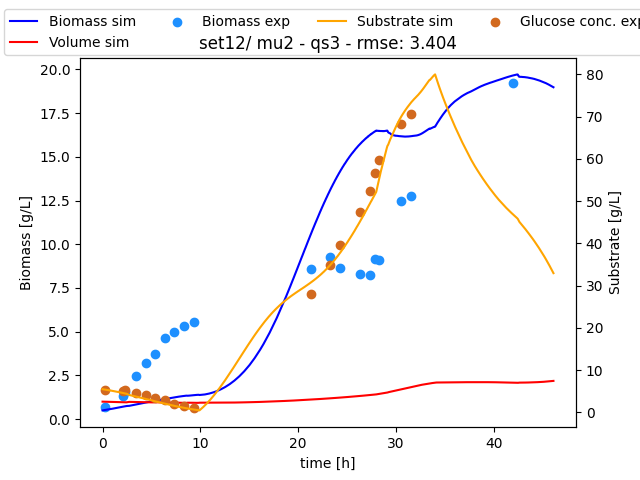 Biomass sim
Biomass exp
Substrate sim
Glucose conc. exp
Volume sim
set12/ mu2 - qs3 - rmse: 3.404
20.0
17.5
15.0
12.5
10.0
7.5
5.0
2.5
0.0
Biomass [g/L]
80
70
60
50
40
30
20
10
0
Substrate [g/L]
0
10
20
30
40
time [h]